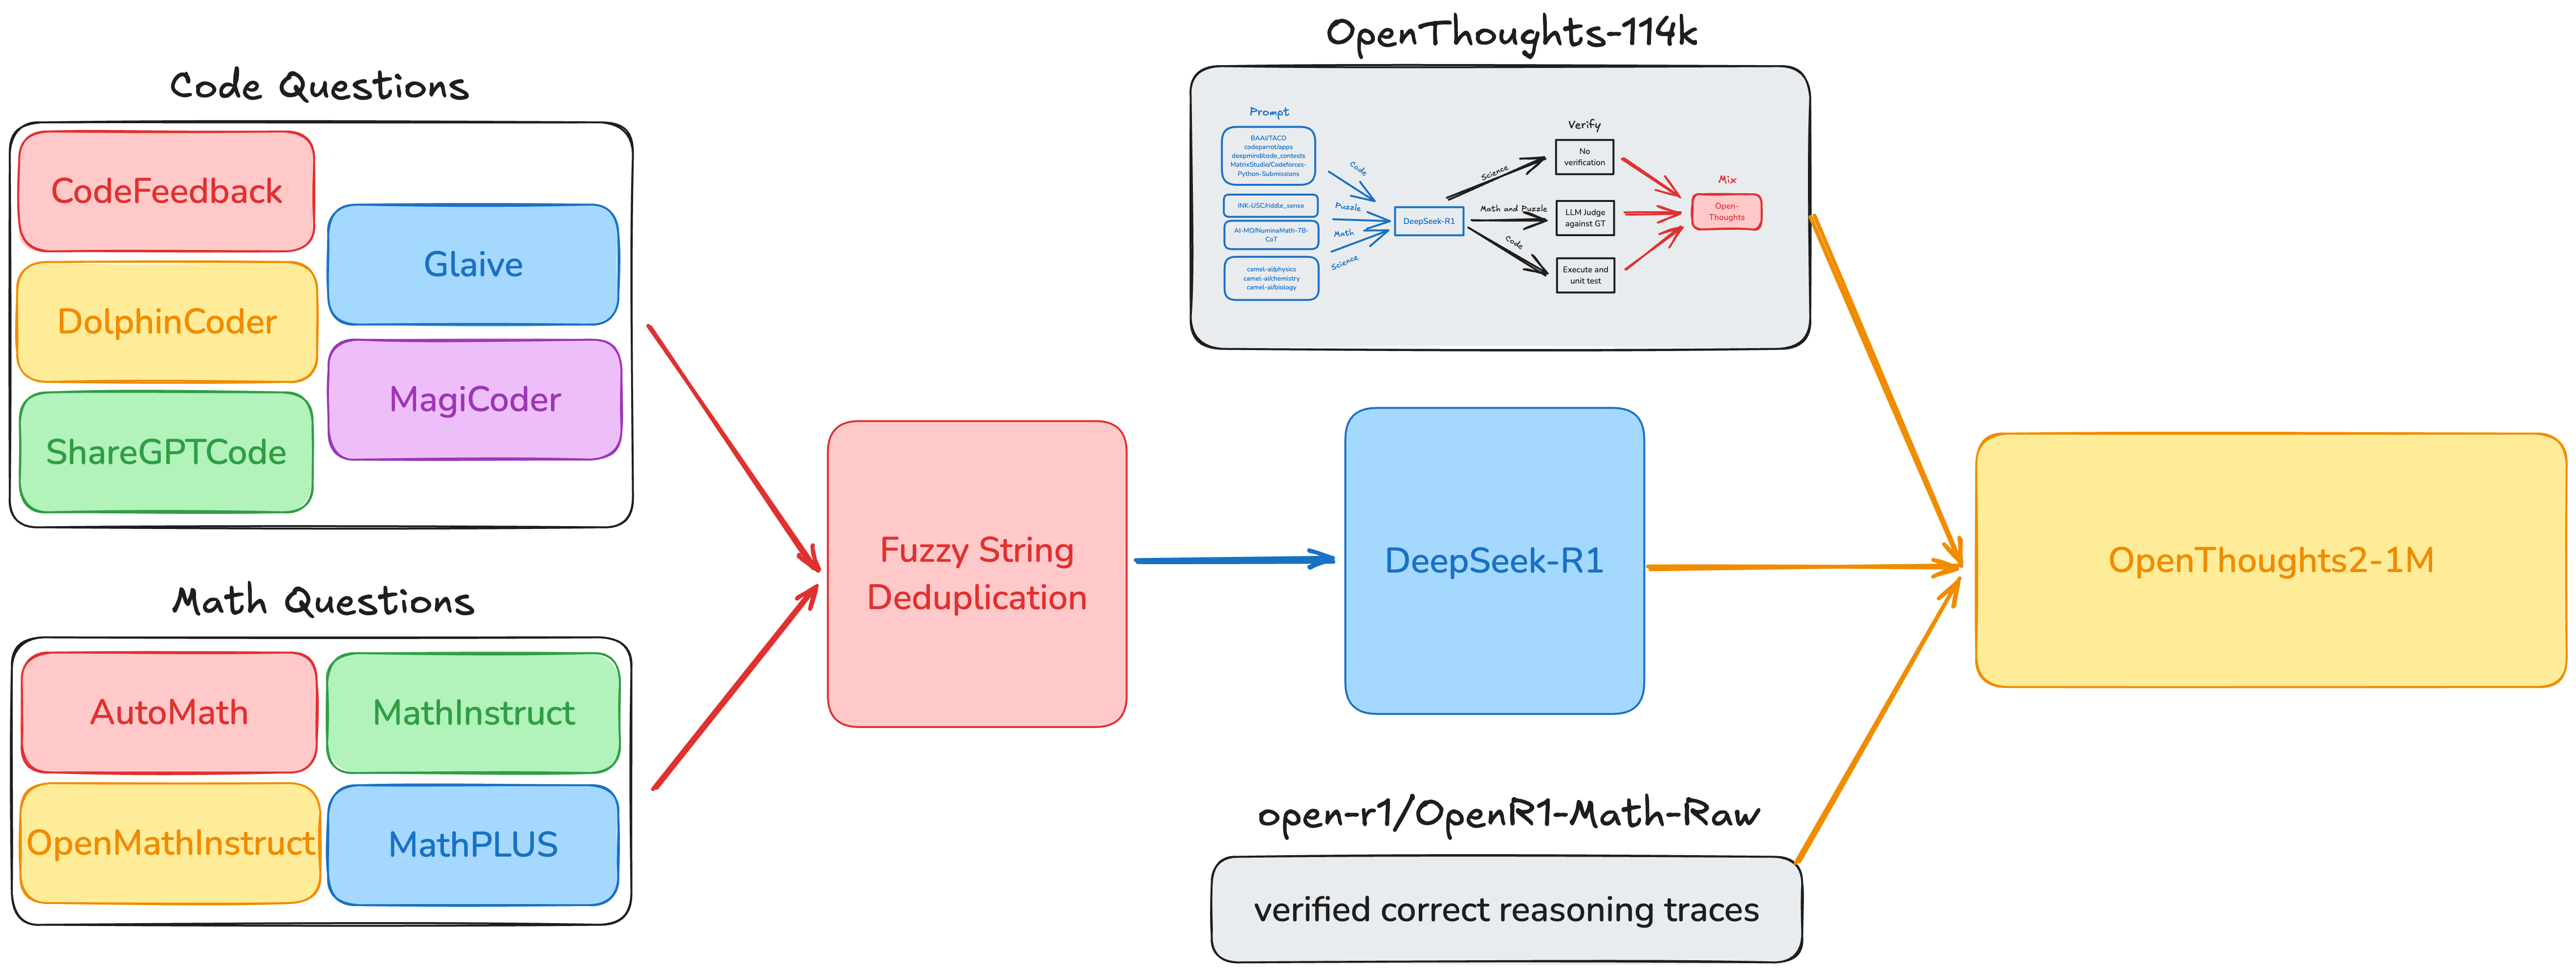 Code Questions
CodeFeedback
Glaive
DolphinCoder
MagiCoder
ShareGPTCode
Math Questions
AutoMath
MathInstruct
OpenMathInstruct
MathPLUS
Fuzzy String
Deduplication
OpenThoughts-114k
Prompt
BAAI/TACO
codeparrot/apps
deepmind/code_contests
MatrixStudio/Codeforces-
Python-Submissions
INK-USC/riddle_sense
AI-MO/NuminaMath-7B-
CoT
camel-ai/physics
camel-ai/chemistry
camel-ai/biology
Code
Puzzle
Math
Science
DeepSeek-R1
Science
Math and Puzzle
Code
Verify
No
verification
LLM Judge
against GT
Execute and
unit test
Mix
Open-
Thoughts
DeepSeek-R1
open-r1/OpenR1-Math-Raw
verified correct reasoning traces
OpenThoughts2-1M